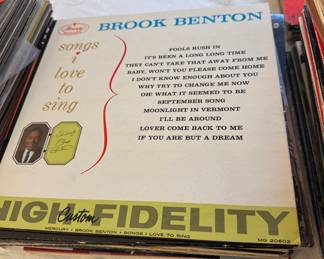 BROOK BENTON
songs
i
love
to
sing
FOOLS RUSH IN
IT'S BEEN A LONG LONG TIME
THEY CAN'T TAKE THAT AWAY FROM ME
BABY, WON'T YOU PLEASE COME HOME
I DON'T KNOW ENOUGH ABOUT YOU
WHY TRY TO CHANGE ME NOW
OH! WHAT IT SEEMED TO BE
SEPTEMBER SONG
MOONLIGHT IN VERMONT
I'LL BE AROUND
LOVER COME BACK TO ME
IF YOU ARE BUT A DREAM
Custom
HIGH-FIDELITY
MERCURY • BROOK BENTON • SONGS I LOVE TO SING
MG 20602